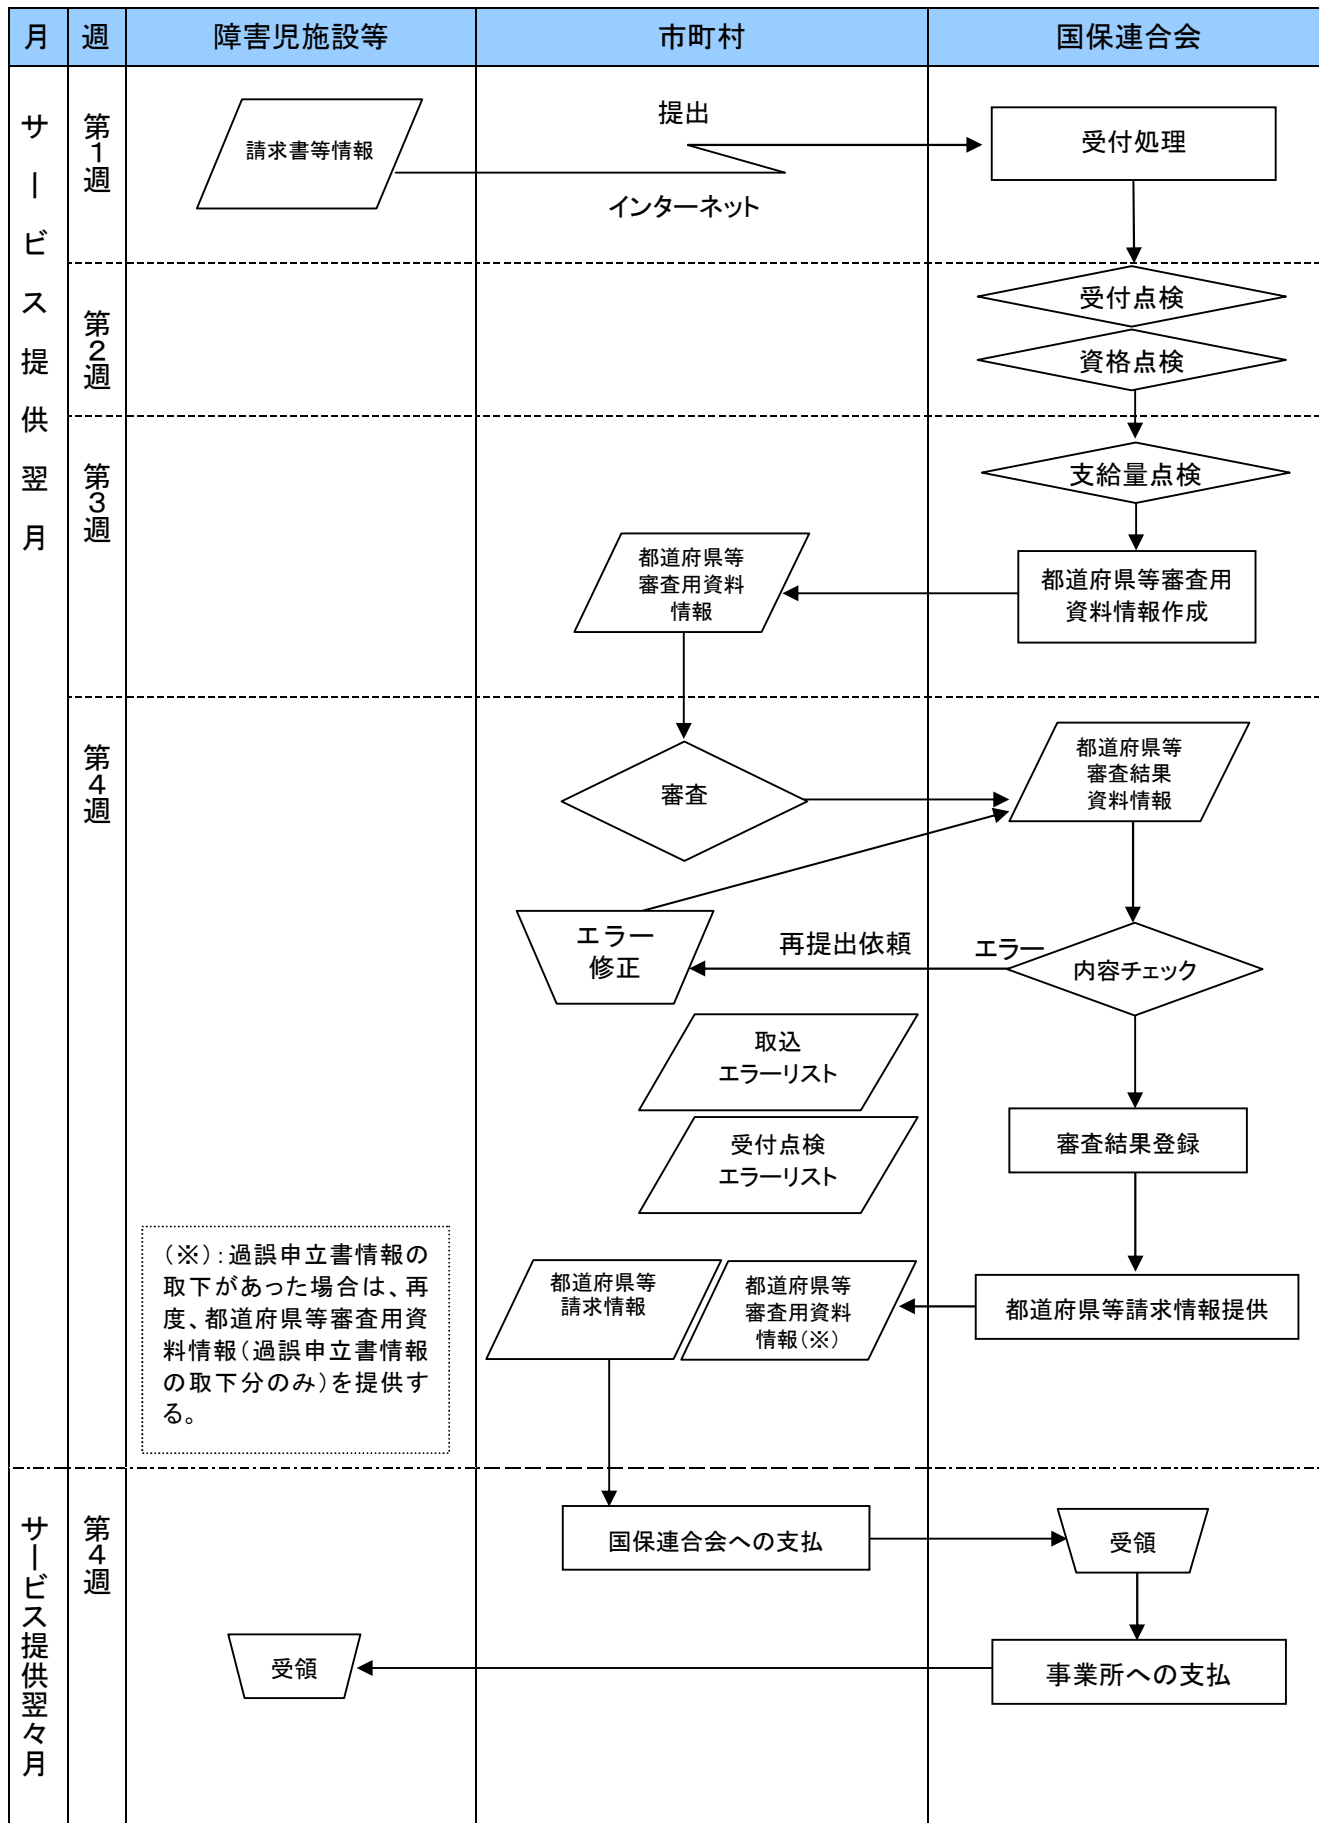 月
週
障害児施設等
市町村
国保連合会
サービス提供翌月
第1週
請求書等情報
提出
インターネット
受付処理
第2週
受付点検
資格点検
第3週
支給量点検
都道府県等
審査用資料
情報
都道府県等審査用
資料情報作成
第4週
審査
都道府県等
審査結果
資料情報
エラー
修正
再提出依頼
エラー
内容チェック
取込
エラーリスト
受付点検
エラーリスト
審査結果登録
(※):過誤申立書情報の
取下があった場合は、再
度、都道府県等審査用資
料情報(過誤申立書情報
の取下分のみ)を提供す
る。
都道府県等
請求情報
都道府県等
審査用資料
情報(※)
都道府県等請求情報提供
サービス提供翌々月
第4週
国保連合会への支払
受領
受領
事業所への支払